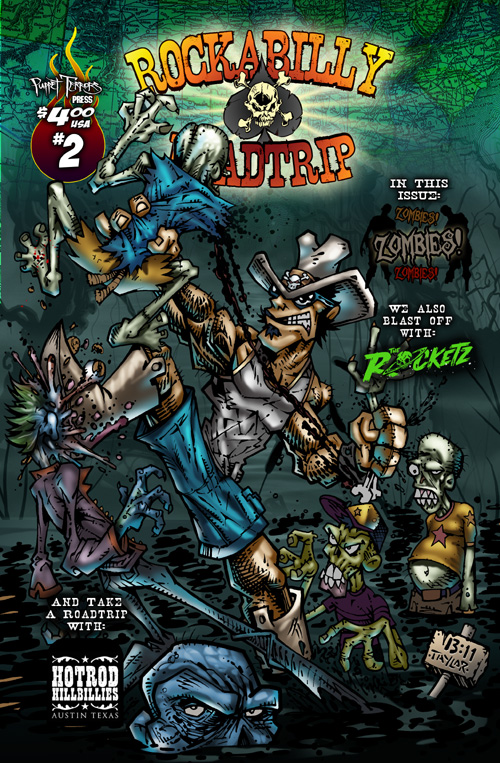 ROCKABILLY
ROADTRIP
Puppet Terrors
PRESS
$4.00
USA
#2
IN THIS
ISSUE:
ZOMBIES!
ZOMBIES!
ZOMBIES!
WE ALSO
BLAST OFF
WITH:
THE
ROCKETZ
AND TAKE
A ROADTRIP
WITH:
HOTROD
HILLBILLIES
AUSTIN TEXAS
13:11
TAYLOR